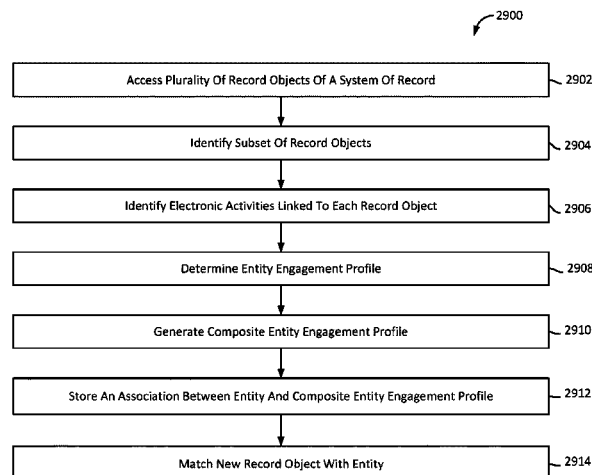 2900
Access Plurality Of Record Objects Of A System Of Record
2902
Identify Subset Of Record Objects
2904
Identify Electronic Activities Linked To Each Record Object
2906
Determine Entity Engagement Profile
2908
Generate Composite Entity Engagement Profile
2910
Store An Association Between Entity And Composite Entity Engagement Profile
2912
Match New Record Object With Entity
2914